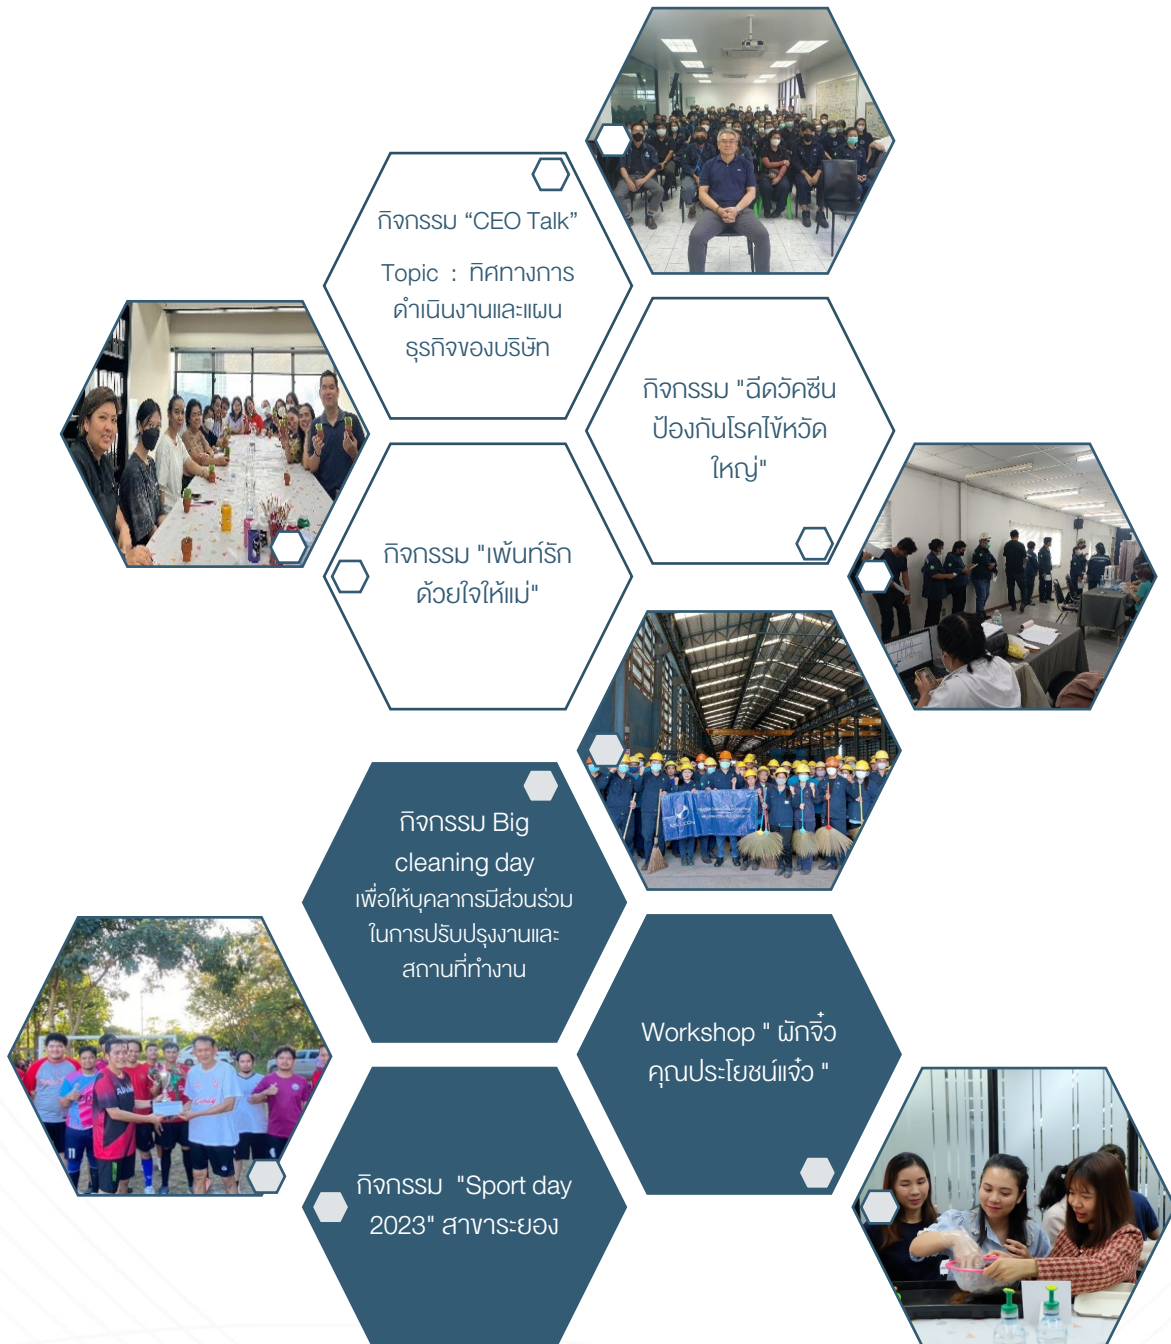 กิจกรรม “CEO Talk”
Topic : ทิศทางการ
ดำเนินงานและแผน
ธุรกิจของบริษัท
กิจกรรม "ฉีดวัคซีน
ป้องกันโรคไข้หวัด
ใหญ่"
กิจกรรม "เพ้นท์รัก
ด้วยใจให้แม่"
กิจกรรม Big
cleaning day
เพื่อให้บุคลากรมีส่วนร่วม
ในการปรับปรุงงานและ
สถานที่ทำงาน
Workshop " ผักจิ๋ว
คุณประโยชน์แจ๋ว "
กิจกรรม "Sport day
2023" สาขาระยอง